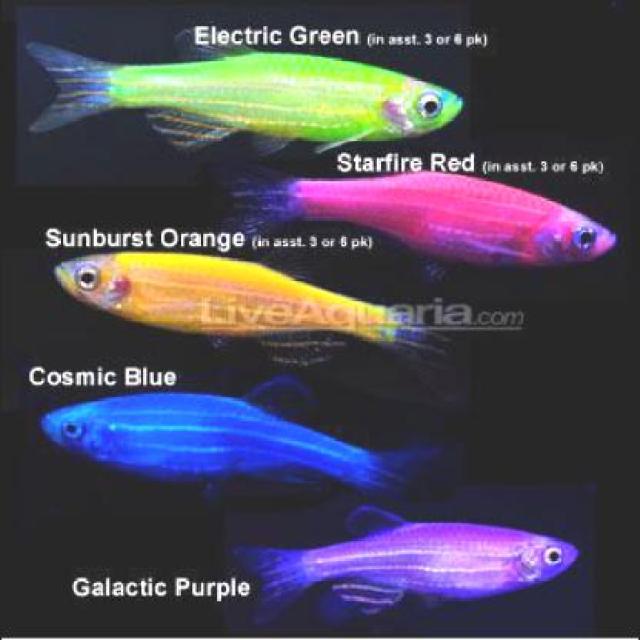 Electric Green (in asst. 3 or 6 pk)
Starfire Red (in asst. 3 or 6 pk)
Sunburst Orange (in asst. 3 or 6 pk)
LiveAquaria.com
Cosmic Blue
Galactic Purple